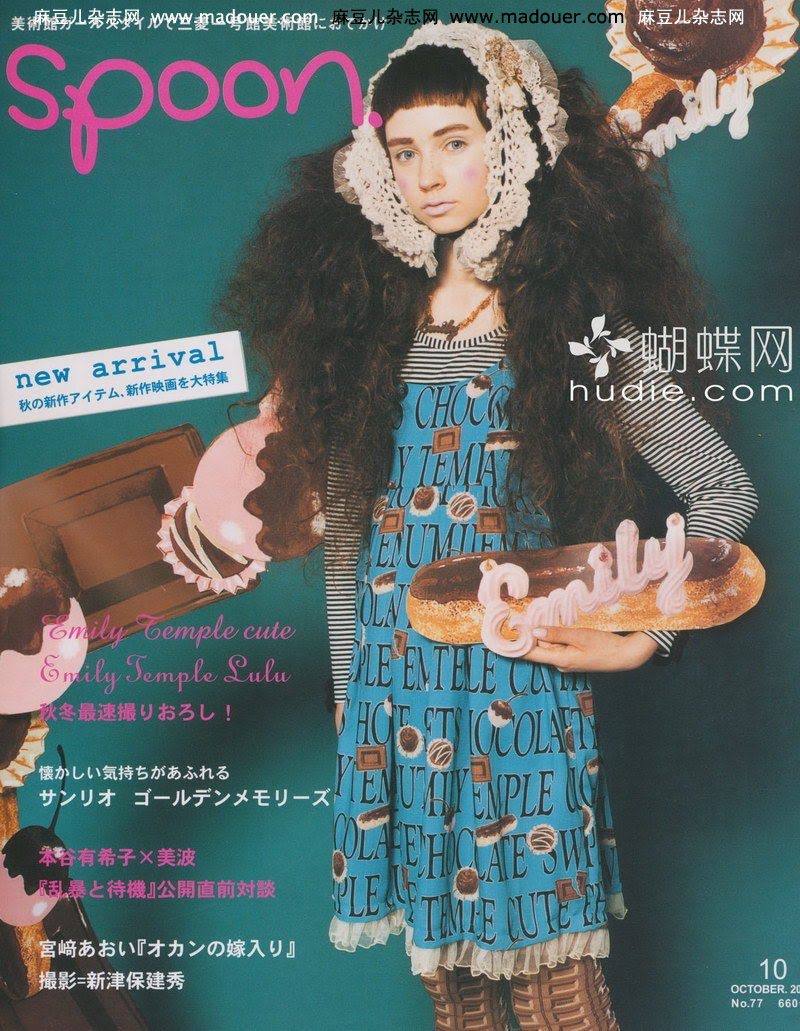 麻豆儿杂志网 www.madouer.com 麻豆儿杂志网 www.madouer.com 麻豆儿杂志网
spoon.
Emily
new arrival
秋の新作アイテム、新作映画を大特集
蝴蝶网
hudie.com
Emily
Emily Temple cute
Emily Temple Lulu
秋冬最速撮りおろし！
懐かしい気持ちがあふれる
サンリオ ゴールデンメモリーズ
本谷有希子×美波
『乱暴と待機』公開直前対談
宮﨑あおい『オカンの嫁入り』
撮影=新津保建秀
10
OCTOBER. 20
No.77 660